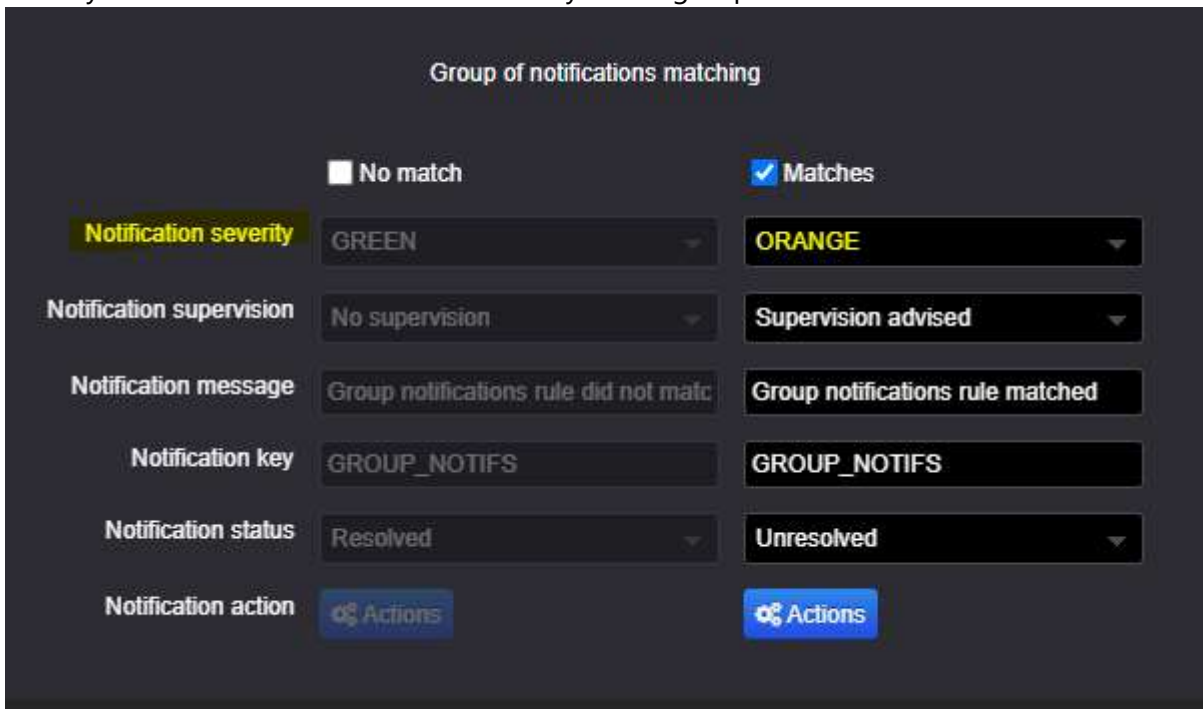 Group of notifications matching
No match Matches
Notification severity GREEN ORANGE
Notification supervision No supervision Supervision advised
Notification message Group notifications rule did not matc Group notifications rule matched
Notification key GROUP_NOTIFS GROUP_NOTIFS
Notification status Resolved Unresolved
Notification action Actions Actions